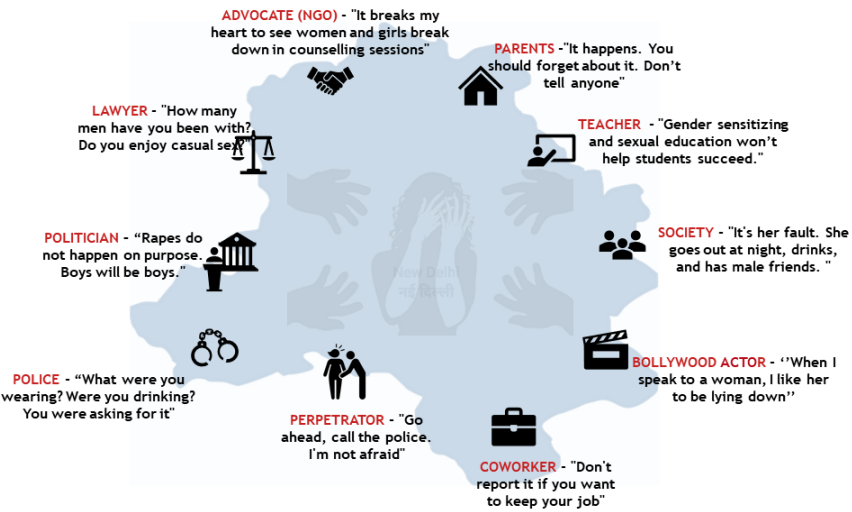 ADVOCATE (NGO) - "It breaks my
heart to see women and girls break
down in counselling sessions"
PARENTS -"It happens. You
should forget about it. Don’t
tell anyone"
LAWYER - "How many
men have you been with?
Do you enjoy casual sex?"
TEACHER - "Gender sensitizing
and sexual education won’t
help students succeed."
POLITICIAN - “Rapes do
not happen on purpose.
Boys will be boys."
SOCIETY - "It's her fault. She
goes out at night, drinks,
and has male friends. "
New Delhi
नई दिल्ली
POLICE - “What were you
wearing? Were you drinking?
You were asking for it"
BOLLYWOOD ACTOR - ‘’When I
speak to a woman, I like her
to be lying down’’
PERPETRATOR - "Go
ahead, call the police.
I'm not afraid"
COWORKER - "Don't
report it if you want
to keep your job"